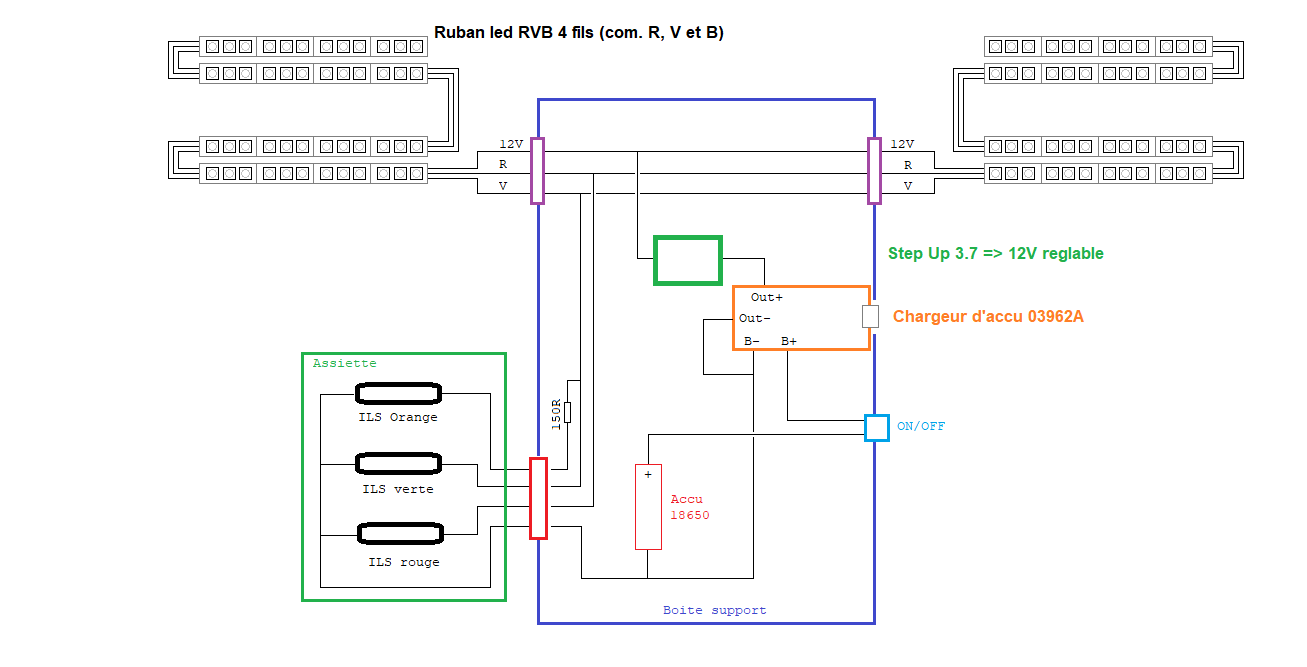 Ruban led RVB 4 fils (com. R, V et B)
12V
R
V
12V
R
V
Step Up 3.7 => 12V reglable
Out+
Out-
B- B+
Chargeur d'accu 03962A
Assiette
ILS Orange
ILS verte
ILS rouge
150R
ON/OFF
+
Accu
18650
Boite support